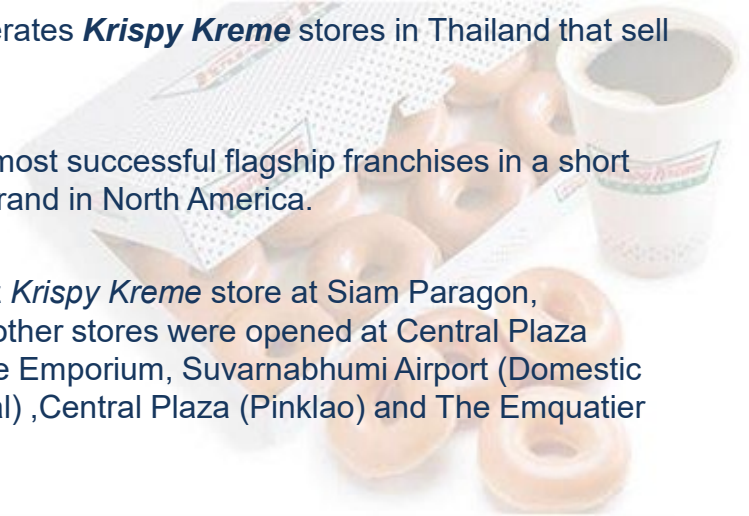 erates Krispy Kreme stores in Thailand that sell
most successful flagship franchises in a short
rand in North America.
Krispy Kreme store at Siam Paragon,
other stores were opened at Central Plaza
e Emporium, Suvarnabhumi Airport (Domestic
al) ,Central Plaza (Pinklao) and The Emquatier